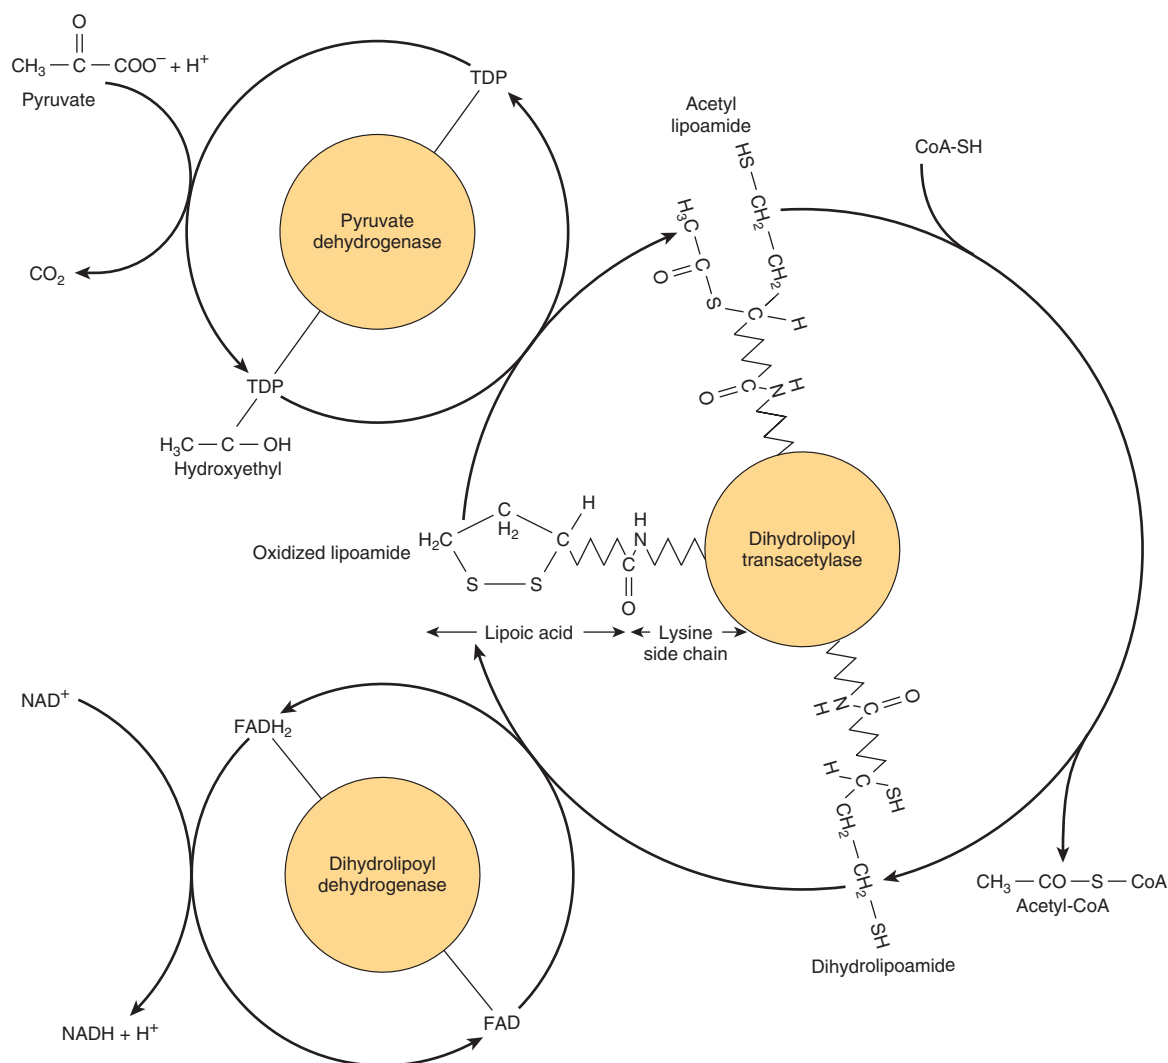 O
CH₃ — C — COO⁻ + H⁺
Pyruvate
CO₂
TDP
Pyruvate
dehydrogenase
TDP
H₃C — C — OH
Hydroxyethyl
Acetyl
lipoamide
HS
CH₂
CH₂
H₃C
C
O
S
C
H
O
C
N
H
CoA-SH
Oxidized lipoamide
H₂C
C
H₂
H
C
S — S
H
N
C
O
Lipoic acid
Lysine
side chain
Dihydrolipoyl
transacetylase
H
N
C
O
H
C
SH
CH₂
CH₂
SH
Dihydrolipoamide
CH₃ — CO — S — CoA
Acetyl-CoA
NAD⁺
FADH₂
Dihydrolipoyl
dehydrogenase
FAD
NADH + H⁺